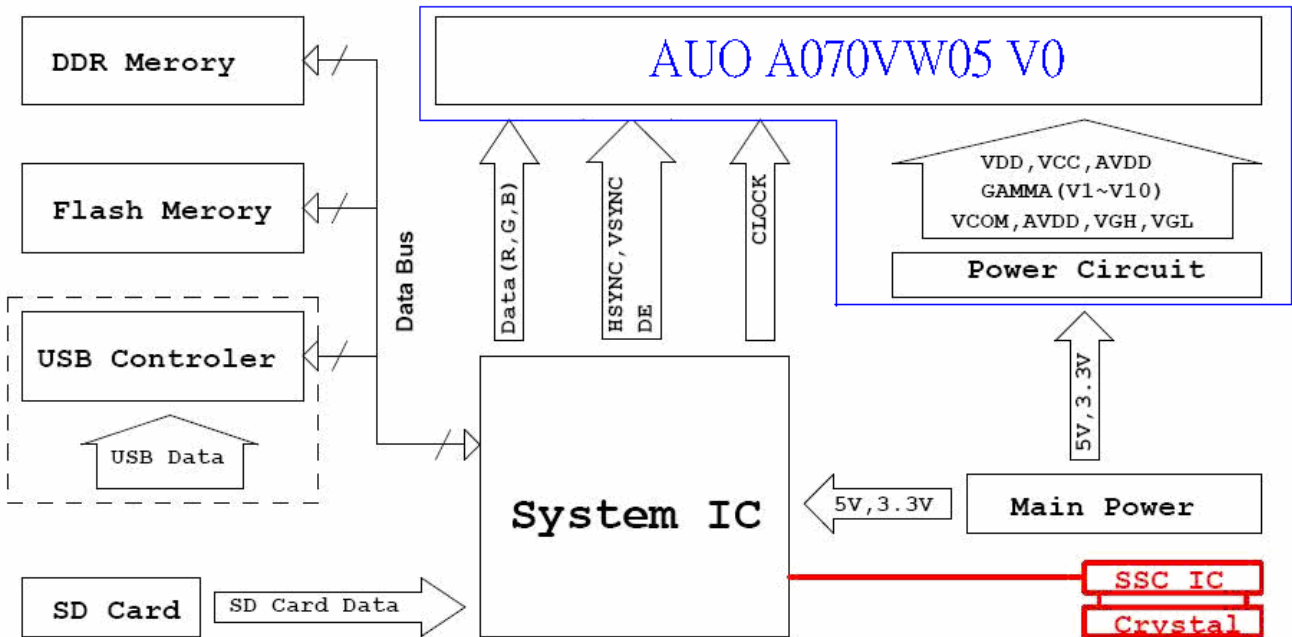 DDR Merory
AUO A070VW05 V0
Flash Merory
VDD,VCC,AVDD
GAMMA(V1~V10)
VCOM,AVDD,VGH,VGL
Power Circuit
Data(R,G,B)
HSYNC,VSYNC
DE
CLOCK
Data Bus
USB Controler
USB Data
5V,3.3V
System IC
5V,3.3V
Main Power
SSC IC
Crystal
SD Card
SD Card Data